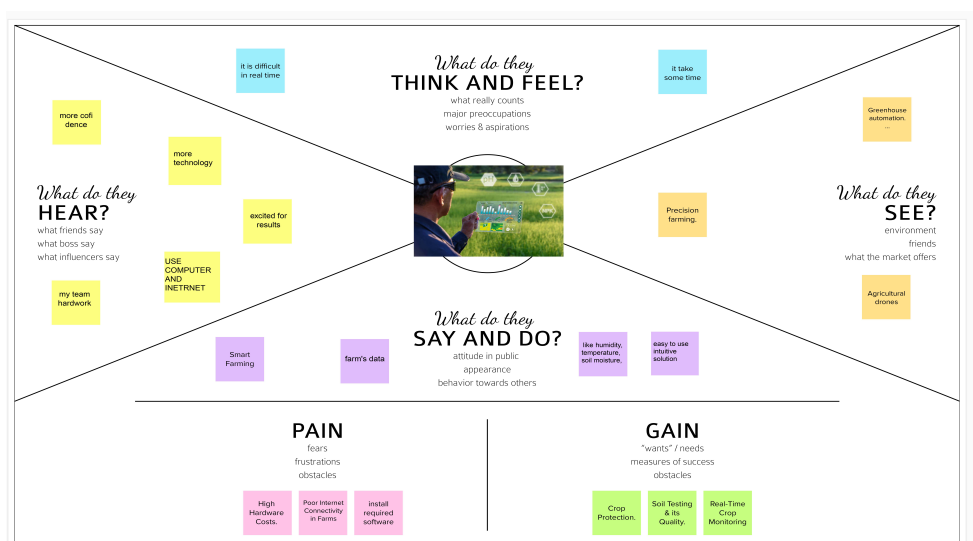 What do they
THINK AND FEEL?
what really counts
major preoccupations
worries & aspirations
it is difficult
in real time
it take
some time
What do they
HEAR?
what friends say
what boss say
what influencers say
more cofi
dence
more
technology
excited for
results
USE
COMPUTER
AND
INETRNET
my team
hardwork
What do they
SEE?
environment
friends
what the market offers
Greenhouse
automation.
...
Precision
farming.
Agricultural
drones
What do they
SAY AND DO?
attitude in public
appearance
behavior towards others
Smart
Farming
farm's data
like humidity,
temperature,
soil moisture,
easy to use
intuitive
solution
PAIN
fears
frustrations
obstacles
High
Hardware
Costs.
Poor Internet
Connectivity
in Farms
install
required
software
GAIN
"wants" / needs
measures of success
obstacles
Crop
Protection.
Soil Testing
& its
Quality.
Real-Time
Crop
Monitoring